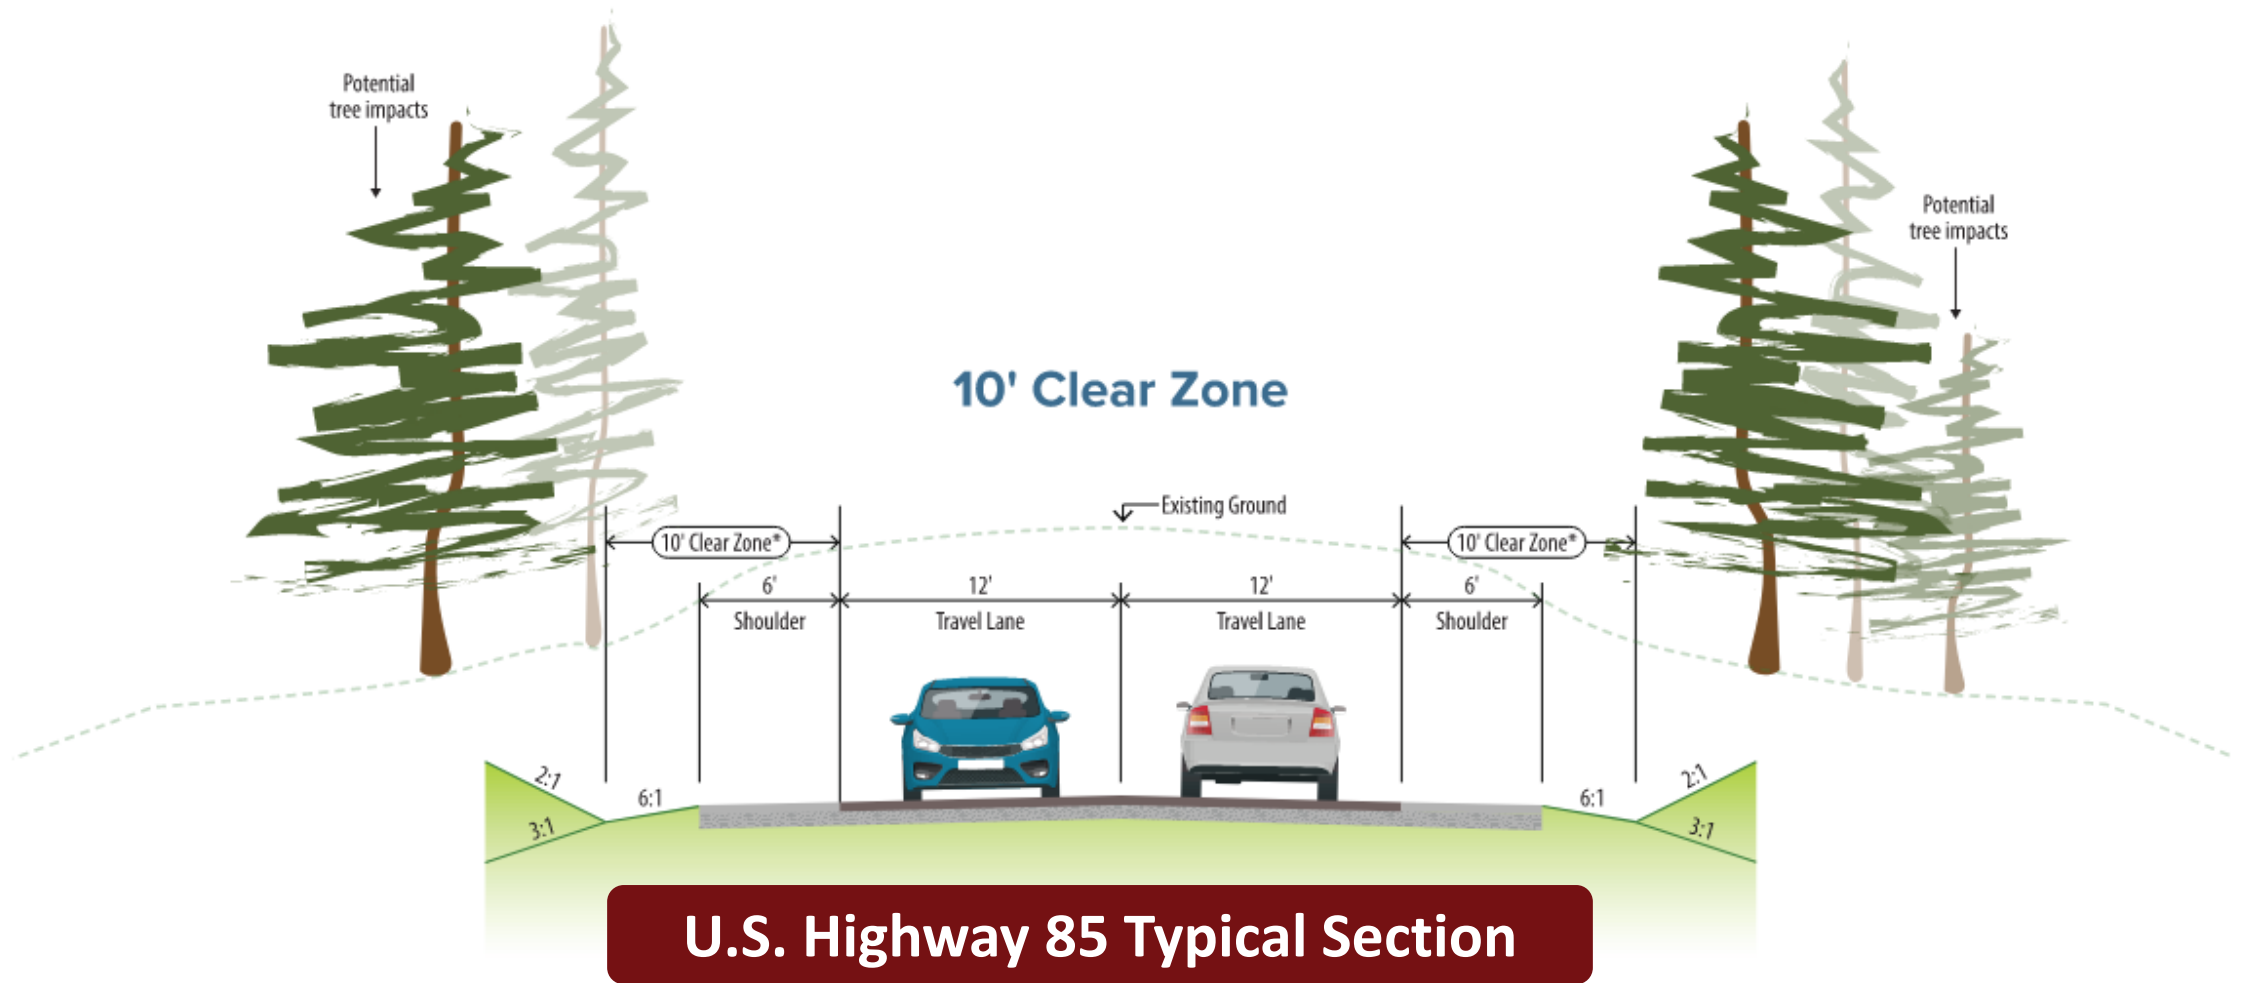 Potential
tree impacts
Potential
tree impacts
10' Clear Zone
Existing Ground
10' Clear Zone*
10' Clear Zone*
6'
12'
12'
6'
Shoulder
Travel Lane
Travel Lane
Shoulder
2:1
6:1
3:1
6:1
2:1
3:1
U.S. Highway 85 Typical Section